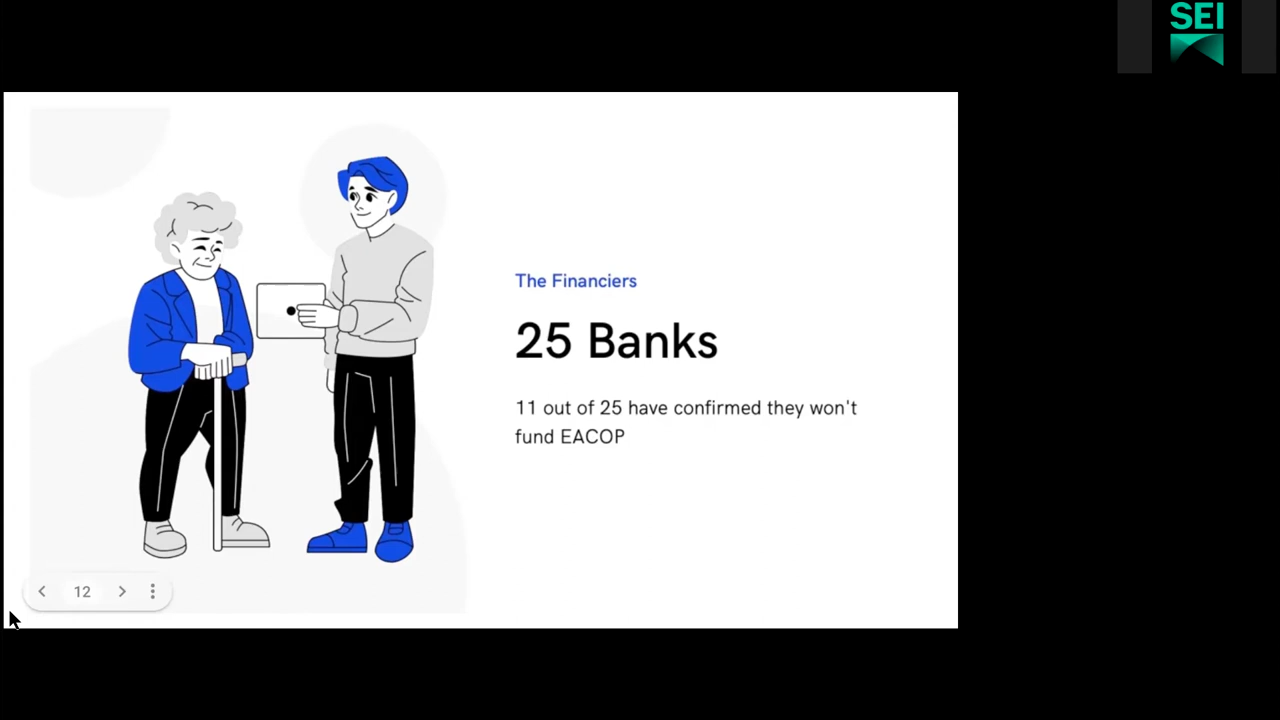 SEI
The Financiers
25 Banks
11 out of 25 have confirmed they won't
fund EACOP
12